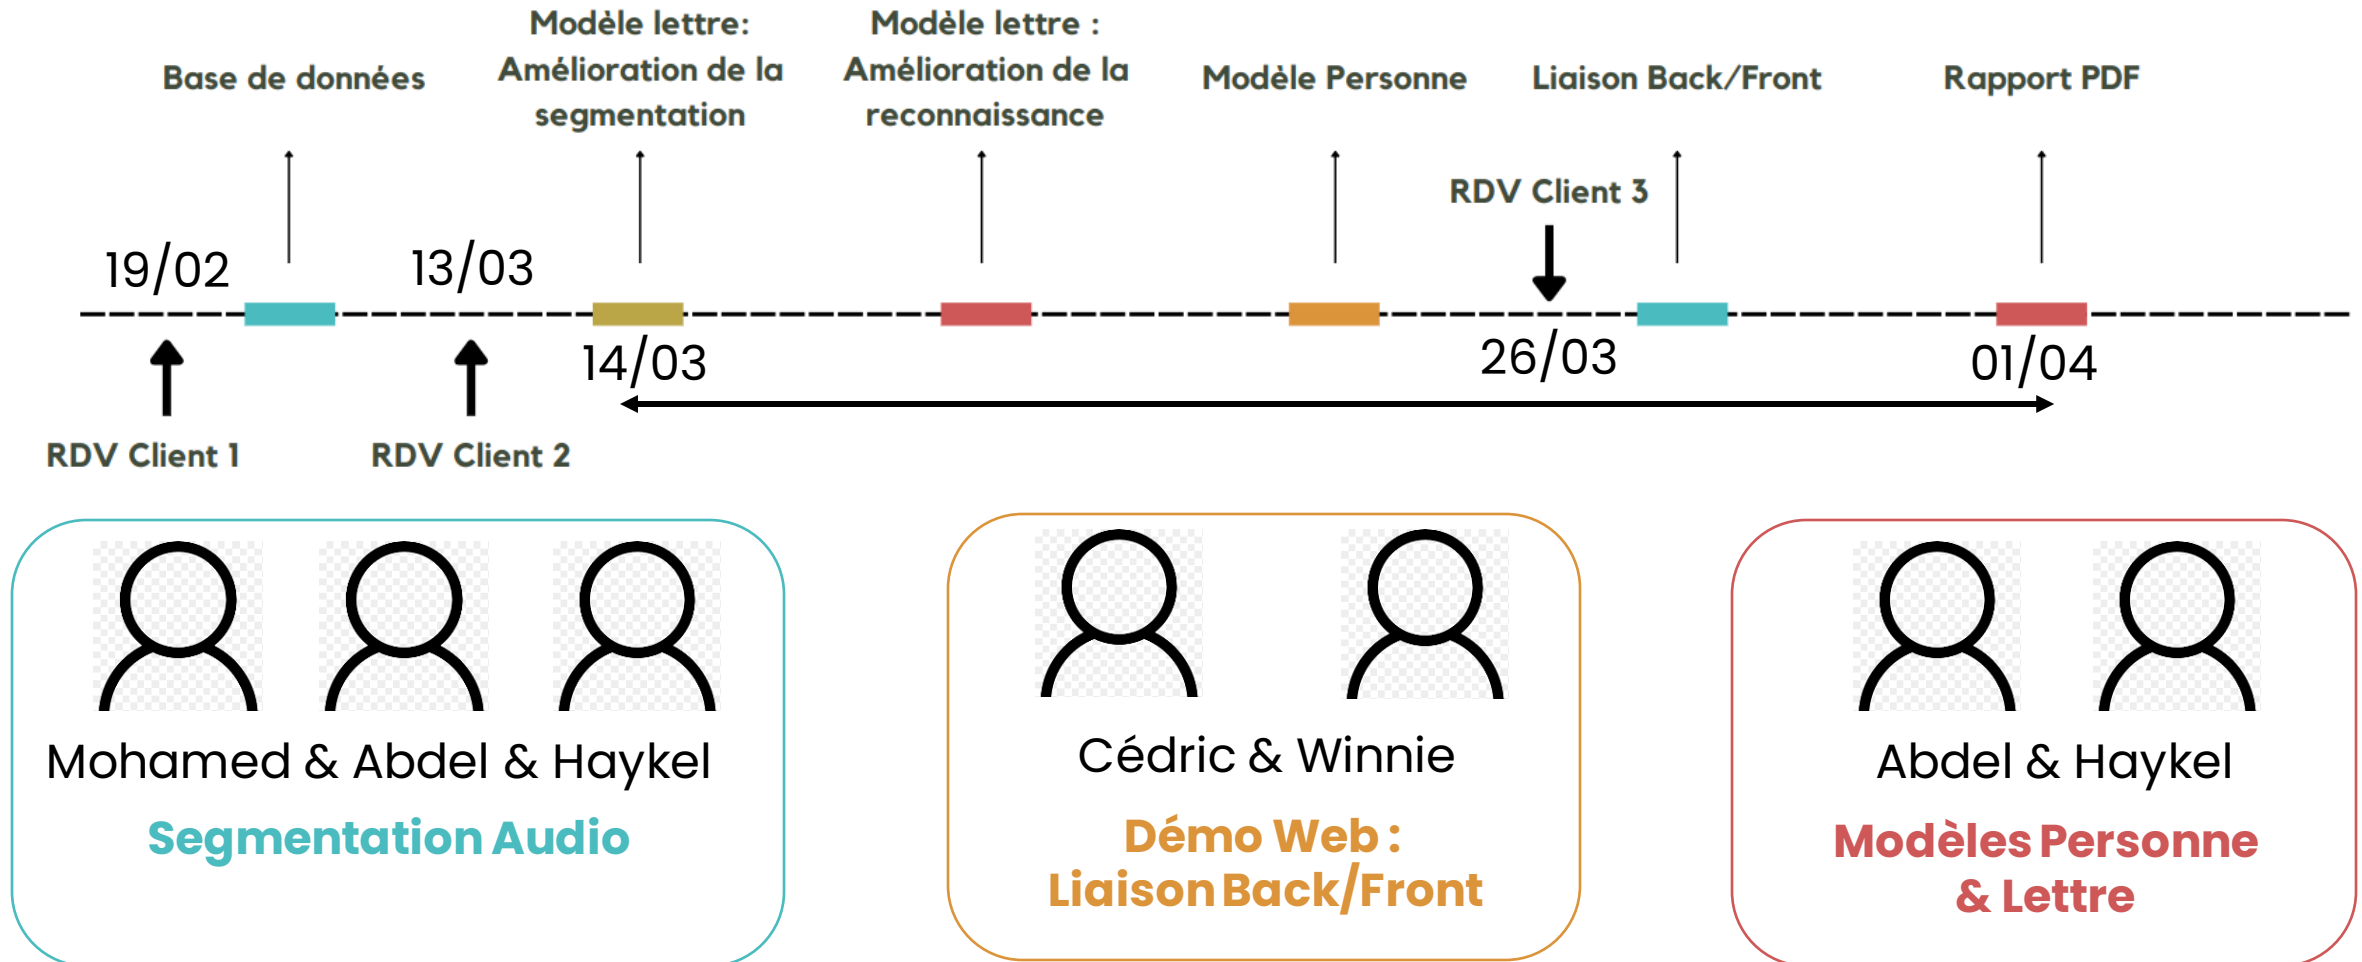 Base de données
Modèle lettre:
Amélioration de la
segmentation
Modèle lettre :
Amélioration de la
reconnaissance
Modèle Personne
Liaison Back/Front
Rapport PDF
RDV Client 3
19/02
13/03
14/03
26/03
01/04
RDV Client 1
RDV Client 2
Mohamed & Abdel & Haykel
Segmentation Audio
Cédric & Winnie
Démo Web :
Liaison Back/Front
Abdel & Haykel
Modèles Personne
& Lettre